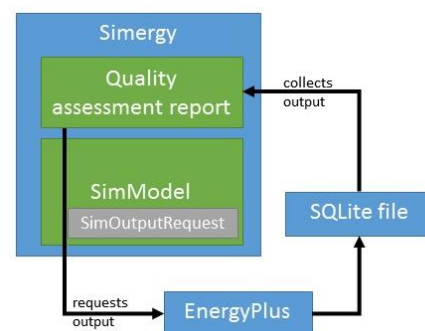 Simergy
Quality
assessment report
collects
output
SimModel
SimOutputRequest
SQLite file
requests
output
EnergyPlus